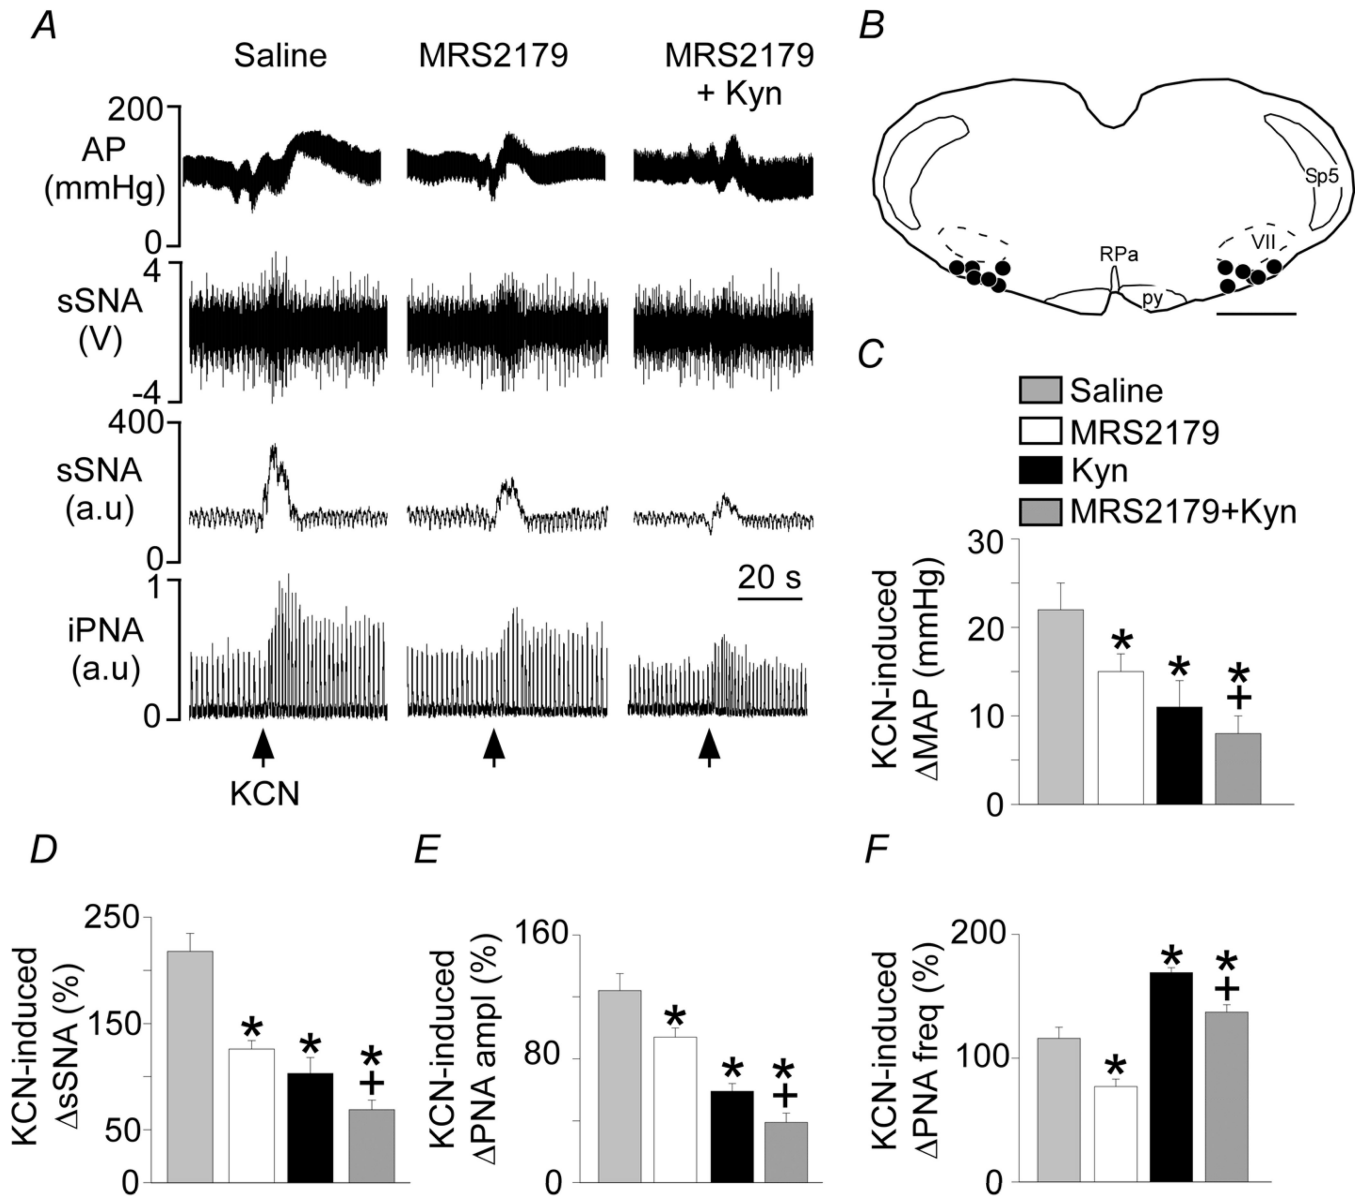 A
Saline
MRS2179
MRS2179
+ Kyn
200
AP
(mmHg)
0
4
sSNA
(V)
-4
400
sSNA
(a.u)
0
20 s
1
iPNA
(a.u)
0
KCN
B
Sp5
VII
RPa
py
C
Saline
MRS2179
Kyn
MRS2179+Kyn
KCN-induced
ΔMAP (mmHg)
30
20
10
0
*
*
*
+
D
KCN-induced
ΔsSNA (%)
250
150
50
0
*
*
*
+
E
KCN-induced
ΔPNA ampl (%)
160
80
0
*
*
*
+
F
KCN-induced
ΔPNA freq (%)
200
100
0
*
*
*
+